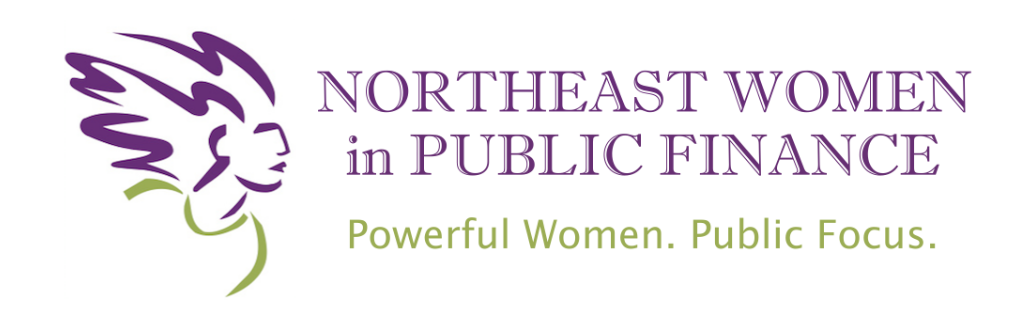 NORTHEAST WOMEN
in PUBLIC FINANCE
Powerful Women. Public Focus.